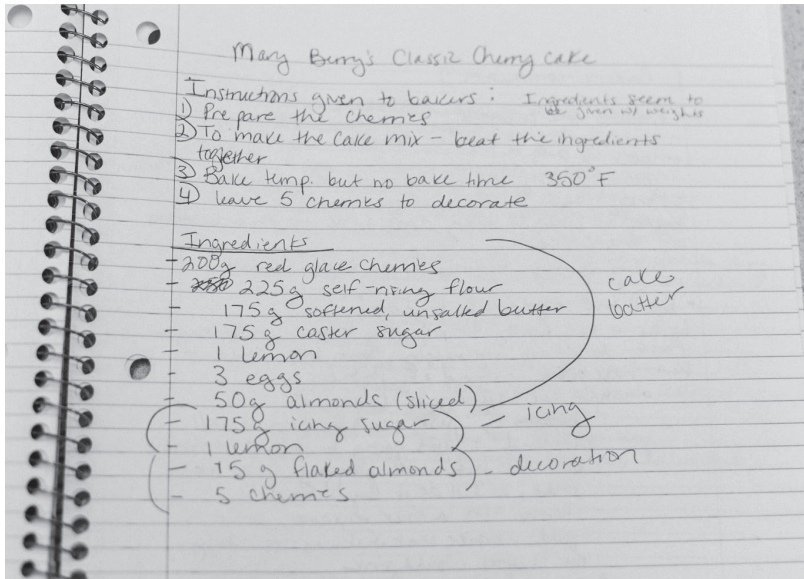 Mary Berry's Classic Cherry Cake
Instructions given to bakers: Ingredients seem to
be given w/ weights
1) Prepare the cherries
2) To make the cake mix - beat the ingredients
together
3) Bake temp. but no bake time 350°F
4) leave 5 cherries to decorate
Ingredients
- 200g red glace cherries
- 225g self-rising flour
175g softened, unsalted butter
- 175g caster sugar
- 1 lemon
- 3 eggs
- 50g almonds (sliced)
cake
batter
- 175g icing sugar = icing
1 lemon
- 15 g flaked almonds - decoration
- 5 cherries